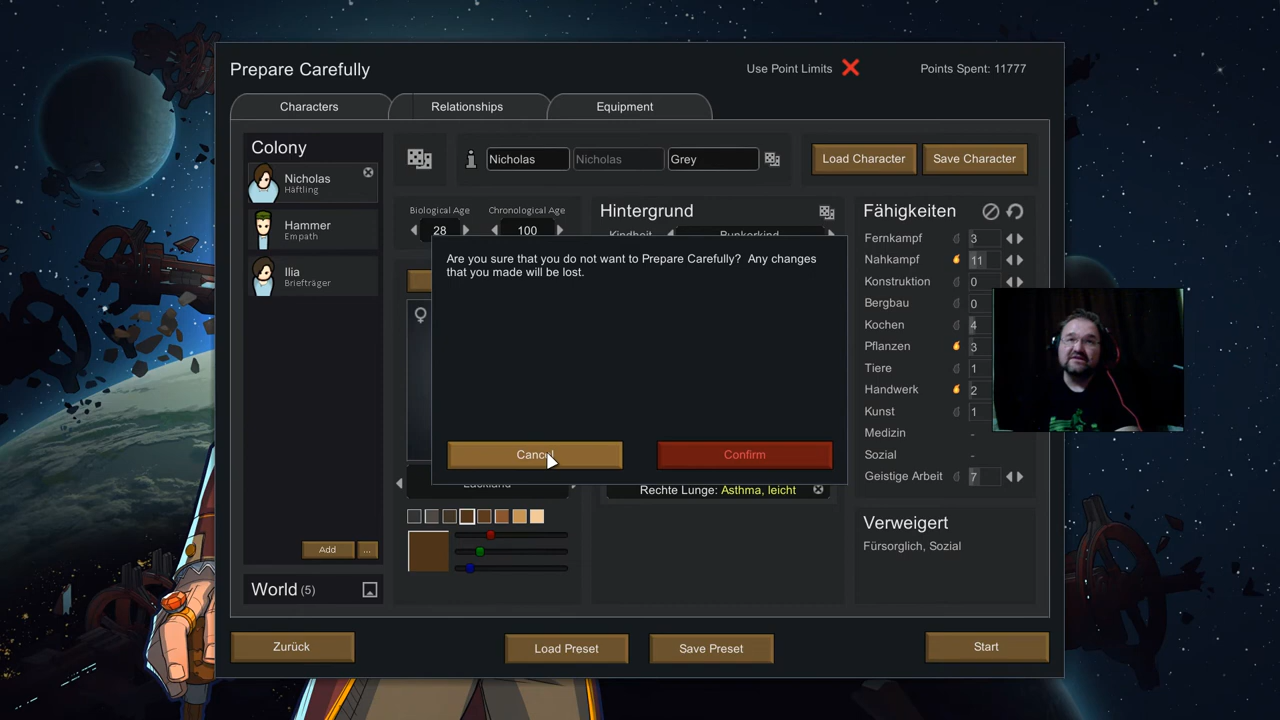 Prepare Carefully
Use Point Limits
Points Spent: 11777
Characters
Relationships
Equipment
Colony
Nicholas
Häftling
Hammer
Empath
Ilia
Briefträger
Add
...
World (5)
Nicholas
Nicholas
Grey
Load Character
Save Character
Biological Age
28
Chronological Age
100
Hintergrund
Kindheit
Bunkerkind
Are you sure that you do not want to Prepare Carefully? Any changes
that you made will be lost.
Cancel
Confirm
Lackland
Rechte Lunge: Asthma, leicht
Fähigkeiten
Fernkampf 3
Nahkampf 11
Konstruktion 0
Bergbau 0
Kochen 4
Pflanzen 3
Tiere 1
Handwerk 2
Kunst 1
Medizin -
Sozial -
Geistige Arbeit 7
Verweigert
Fürsorglich, Sozial
Zurück
Load Preset
Save Preset
Start